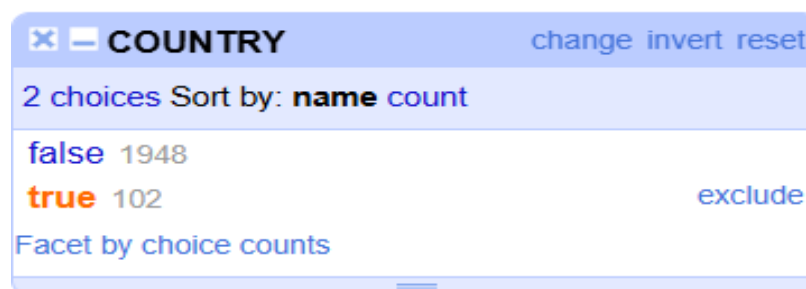 COUNTRY change invert reset
2 choices Sort by: name count
false 1948
true 102 exclude
Facet by choice counts